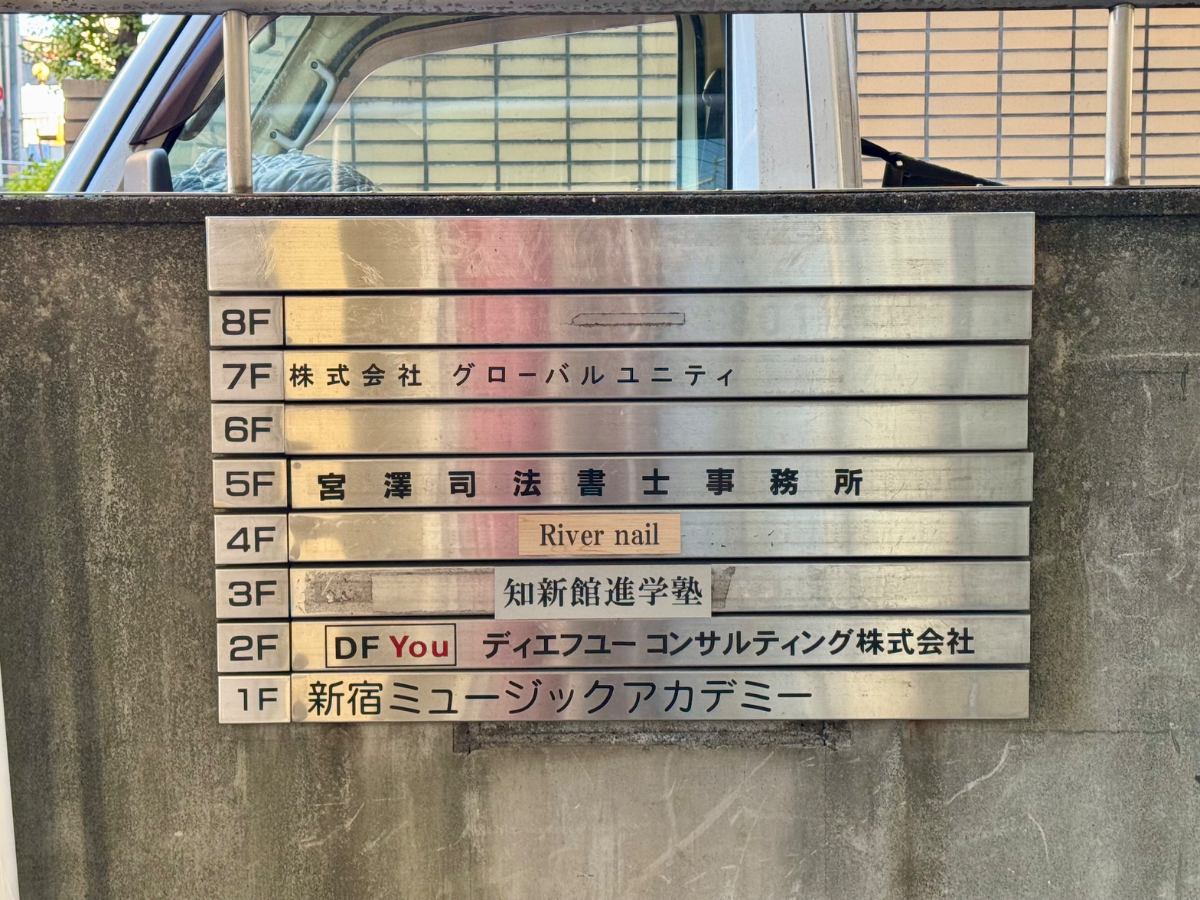 8F
7F 株式会社 グローバルユニティ
6F
5F 宮澤司法書士事務所
4F River nail
3F 知新館進学塾
2F DF You ディエフユーコンサルティング株式会社
1F 新宿ミュージックアカデミー